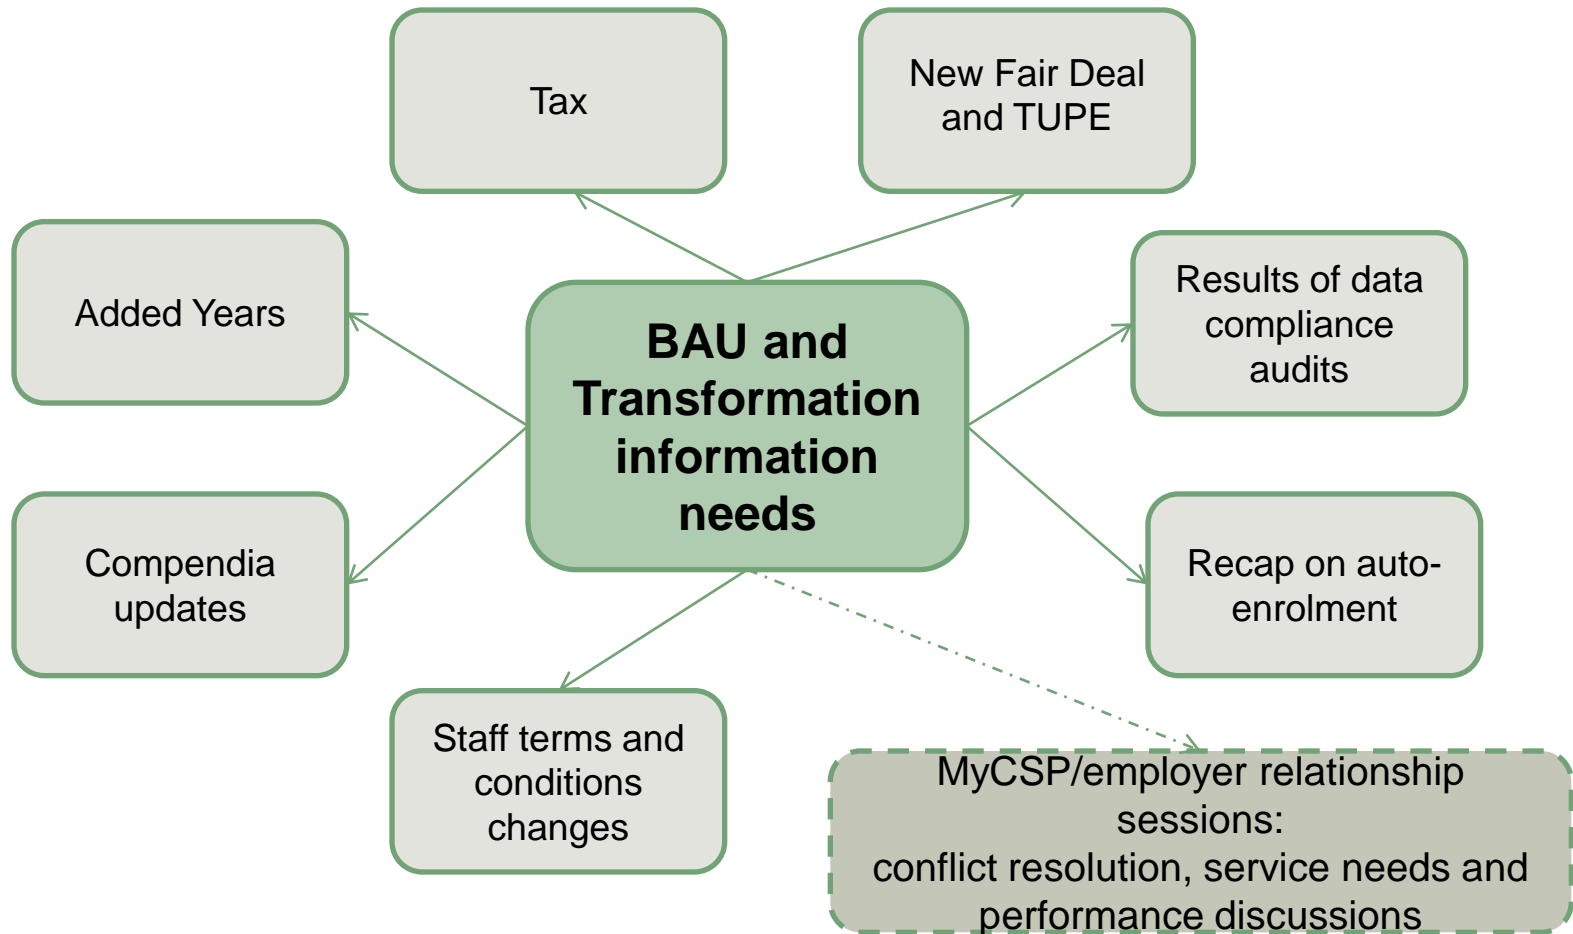 Tax
New Fair Deal
and TUPE
Added Years
Results of data
compliance
audits
BAU and
Transformation
information
needs
Compendia
updates
Recap on auto-
enrolment
Staff terms and
conditions
changes
MyCSP/employer relationship
sessions:
conflict resolution, service needs and
performance discussions